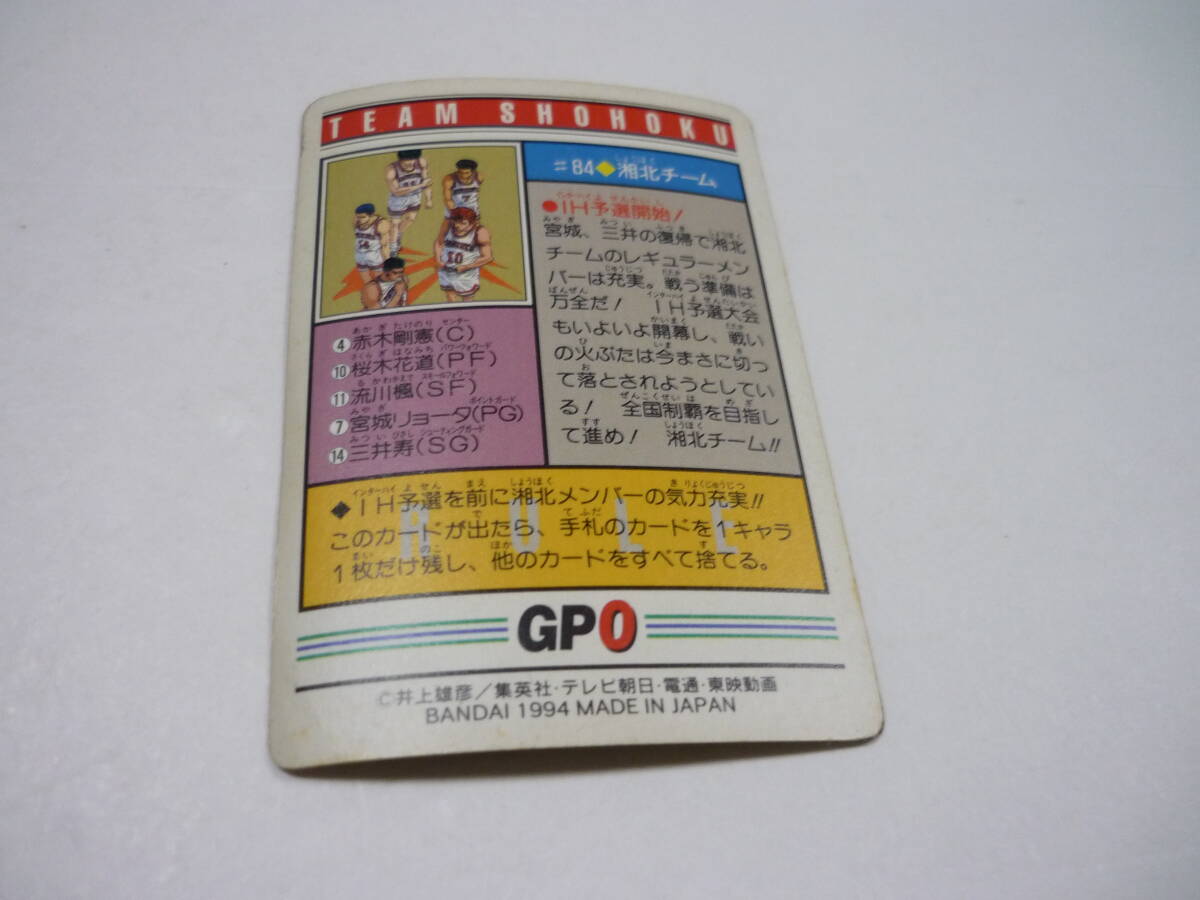 TEAM SHOHOKU
#84◆湘北チーム
●IH予選開始!
宮城、三井の復帰で湘北
チームのレギュラーメン
バーは充実。戦う準備は
万全だ! IH予選大会
もいよいよ開幕し、戦い
の火ぶたは今まさに切っ
て落とされようとしてい
る! 全国制覇を目指し
て進め! 湘北チーム!!
④赤木剛憲(C)
⑩桜木花道(PF)
⑪流川楓(SF)
⑦宮城リョータ(PG)
⑭三井寿(SG)
RULE
◆IH予選を前に湘北メンバーの気力充実!!
このカードが出たら、手札のカードを1キャラ
1枚だけ残し、他のカードをすべて捨てる。
GP0
©井上雄彦/集英社・テレビ朝日・電通・東映動画
BANDAI 1994 MADE IN JAPAN